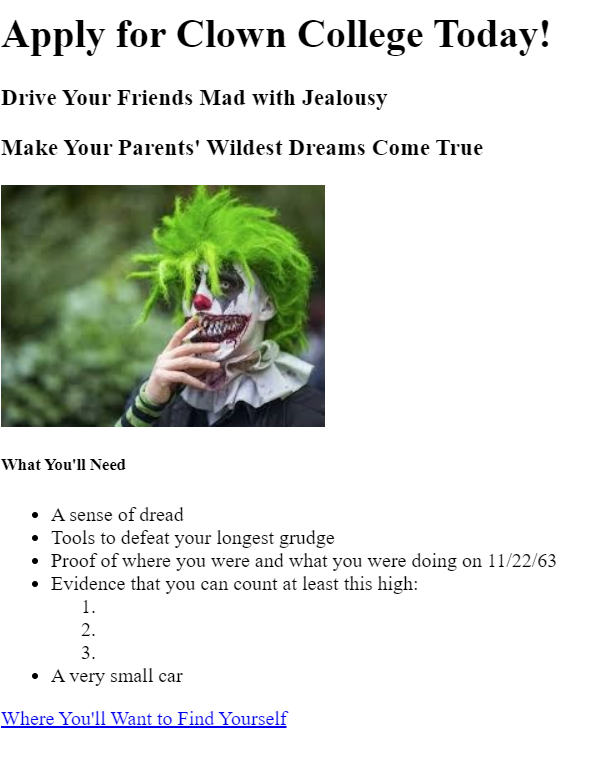 Apply for Clown College Today!
Drive Your Friends Mad with Jealousy
Make Your Parents' Wildest Dreams Come True
What You'll Need
• A sense of dread
• Tools to defeat your longest grudge
• Proof of where you were and what you were doing on 11/22/63
• Evidence that you can count at least this high:
1.
2.
3.
• A very small car
Where You'll Want to Find Yourself